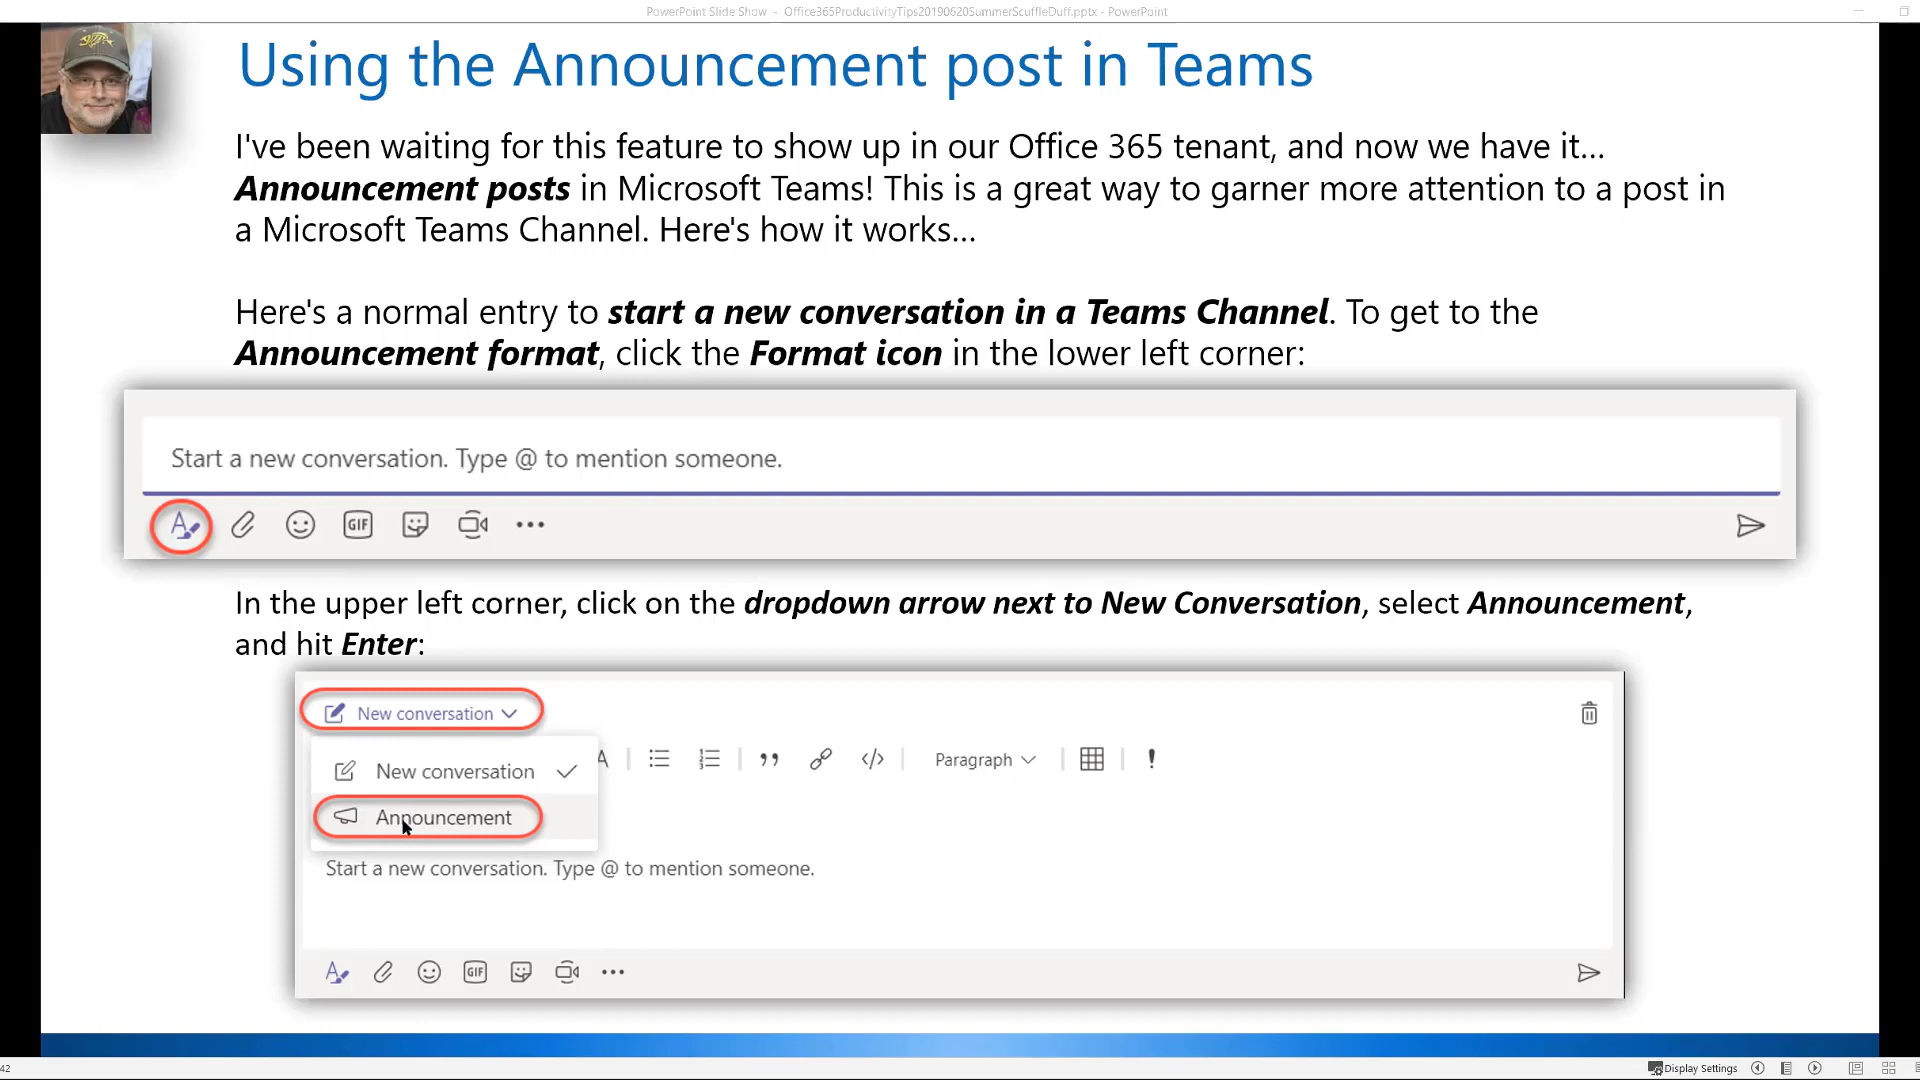 PowerPoint Slide Show - Office365ProductivityTips20190620SummerScuffleDuff.pptx - PowerPoint
Using the Announcement post in Teams
I've been waiting for this feature to show up in our Office 365 tenant, and now we have it...
Announcement posts in Microsoft Teams! This is a great way to garner more attention to a post in
a Microsoft Teams Channel. Here's how it works...
Here's a normal entry to start a new conversation in a Teams Channel. To get to the
Announcement format, click the Format icon in the lower left corner:
Start a new conversation. Type @ to mention someone.
GIF
In the upper left corner, click on the dropdown arrow next to New Conversation, select Announcement,
and hit Enter:
New conversation
New conversation
A
Paragraph
Announcement
Start a new conversation. Type @ to mention someone.
GIF
42
Display Settings